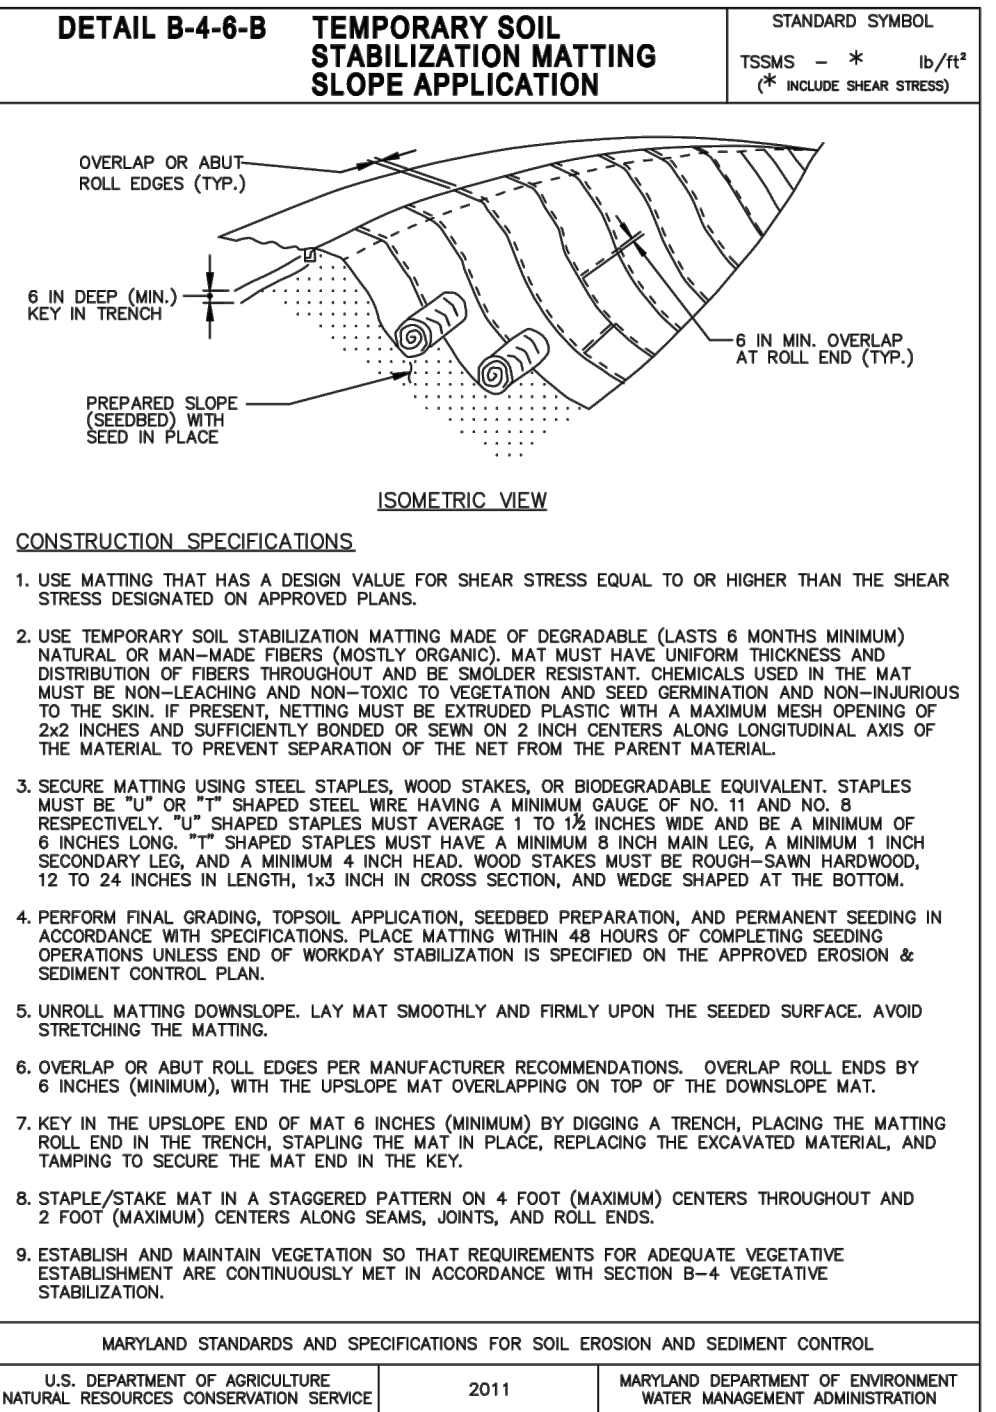 DETAIL B-4-6-B
TEMPORARY SOIL
STABILIZATION MATTING
SLOPE APPLICATION
STANDARD SYMBOL
TSSMS - * lb/ft²
(* INCLUDE SHEAR STRESS)
OVERLAP OR ABUT
ROLL EDGES (TYP.)
6 IN DEEP (MIN.)
KEY IN TRENCH
6 IN MIN. OVERLAP
AT ROLL END (TYP.)
PREPARED SLOPE
(SEEDBED) WITH
SEED IN PLACE
ISOMETRIC VIEW
CONSTRUCTION SPECIFICATIONS
1. USE MATTING THAT HAS A DESIGN VALUE FOR SHEAR STRESS EQUAL TO OR HIGHER THAN THE SHEAR
STRESS DESIGNATED ON APPROVED PLANS.
2. USE TEMPORARY SOIL STABILIZATION MATTING MADE OF DEGRADABLE (LASTS 6 MONTHS MINIMUM)
NATURAL OR MAN-MADE FIBERS (MOSTLY ORGANIC). MAT MUST HAVE UNIFORM THICKNESS AND
DISTRIBUTION OF FIBERS THROUGHOUT AND BE SMOLDER RESISTANT. CHEMICALS USED IN THE MAT
MUST BE NON-LEACHING AND NON-TOXIC TO VEGETATION AND SEED GERMINATION AND NON-INJURIOUS
TO THE SKIN. IF PRESENT, NETTING MUST BE EXTRUDED PLASTIC WITH A MAXIMUM MESH OPENING OF
2x2 INCHES AND SUFFICIENTLY BONDED OR SEWN ON 2 INCH CENTERS ALONG LONGITUDINAL AXIS OF
THE MATERIAL TO PREVENT SEPARATION OF THE NET FROM THE PARENT MATERIAL.
3. SECURE MATTING USING STEEL STAPLES, WOOD STAKES, OR BIODEGRADABLE EQUIVALENT. STAPLES
MUST BE "U" OR "T" SHAPED STEEL WIRE HAVING A MINIMUM GAUGE OF NO. 11 AND NO. 8
RESPECTIVELY. "U" SHAPED STAPLES MUST AVERAGE 1 TO 1½ INCHES WIDE AND BE A MINIMUM OF
6 INCHES LONG. "T" SHAPED STAPLES MUST HAVE A MINIMUM 8 INCH MAIN LEG, A MINIMUM 1 INCH
SECONDARY LEG, AND A MINIMUM 4 INCH HEAD. WOOD STAKES MUST BE ROUGH-SAWN HARDWOOD,
12 TO 24 INCHES IN LENGTH, 1x3 INCH IN CROSS SECTION, AND WEDGE SHAPED AT THE BOTTOM.
4. PERFORM FINAL GRADING, TOPSOIL APPLICATION, SEEDBED PREPARATION, AND PERMANENT SEEDING IN
ACCORDANCE WITH SPECIFICATIONS. PLACE MATTING WITHIN 48 HOURS OF COMPLETING SEEDING
OPERATIONS UNLESS END OF WORKDAY STABILIZATION IS SPECIFIED ON THE APPROVED EROSION &
SEDIMENT CONTROL PLAN.
5. UNROLL MATTING DOWNSLOPE. LAY MAT SMOOTHLY AND FIRMLY UPON THE SEEDED SURFACE. AVOID
STRETCHING THE MATTING.
6. OVERLAP OR ABUT ROLL EDGES PER MANUFACTURER RECOMMENDATIONS. OVERLAP ROLL ENDS BY
6 INCHES (MINIMUM), WITH THE UPSLOPE MAT OVERLAPPING ON TOP OF THE DOWNSLOPE MAT.
7. KEY IN THE UPSLOPE END OF MAT 6 INCHES (MINIMUM) BY DIGGING A TRENCH, PLACING THE MATTING
ROLL END IN THE TRENCH, STAPLING THE MAT IN PLACE, REPLACING THE EXCAVATED MATERIAL, AND
TAMPING TO SECURE THE MAT END IN THE KEY.
8. STAPLE/STAKE MAT IN A STAGGERED PATTERN ON 4 FOOT (MAXIMUM) CENTERS THROUGHOUT AND
2 FOOT (MAXIMUM) CENTERS ALONG SEAMS, JOINTS, AND ROLL ENDS.
9. ESTABLISH AND MAINTAIN VEGETATION SO THAT REQUIREMENTS FOR ADEQUATE VEGETATIVE
ESTABLISHMENT ARE CONTINUOUSLY MET IN ACCORDANCE WITH SECTION B-4 VEGETATIVE
STABILIZATION.
MARYLAND STANDARDS AND SPECIFICATIONS FOR SOIL EROSION AND SEDIMENT CONTROL
U.S. DEPARTMENT OF AGRICULTURE
NATURAL RESOURCES CONSERVATION SERVICE
2011
MARYLAND DEPARTMENT OF ENVIRONMENT
WATER MANAGEMENT ADMINISTRATION